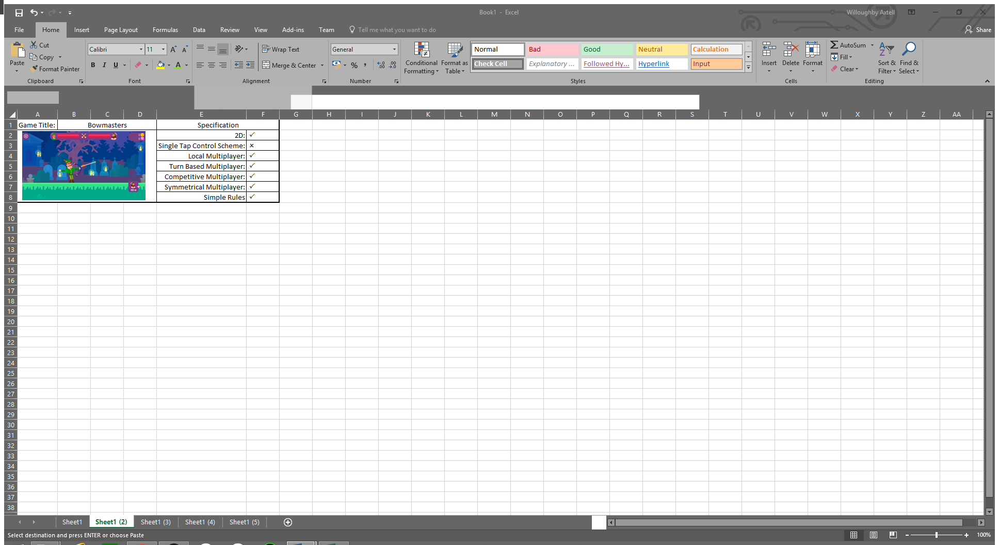 Book1 - Excel
Willoughby Axtell
File Home Insert Page Layout Formulas Data Review View Add-ins Team Tell me what you want to do Share
Paste
Cut
Copy
Format Painter
Clipboard
Calibri 11
B I U A
Font
Wrap Text
Merge & Center
Alignment
General
%
Number
Conditional Formatting
Format as Table
Normal Bad Good Neutral Calculation
Check Cell Explanatory ... Followed Hy... Hyperlink Input
Styles
Insert Delete Format
Cells
AutoSum
Fill
Clear
Sort & Filter
Find & Select
Editing
A B C D E F G H I J K L M N O P Q R S T U V W X Y Z AA
1 Game Title: Bowmasters Specification
2 2D: ✓
3 Single Tap Control Scheme: x
4 Local Multiplayer: ✓
5 Turn Based Multiplayer: ✓
6 Competitive Multiplayer: ✓
7 Symmetrical Multiplayer: ✓
8 Simple Rules ✓
9
10
11
12
13
14
15
16
17
18
19
20
21
22
23
24
25
26
27
28
29
30
31
32
33
34
35
36
37
38
Sheet1 Sheet1 (2) Sheet1 (3) Sheet1 (4) Sheet1 (5)
Select destination and press ENTER or choose Paste
100%